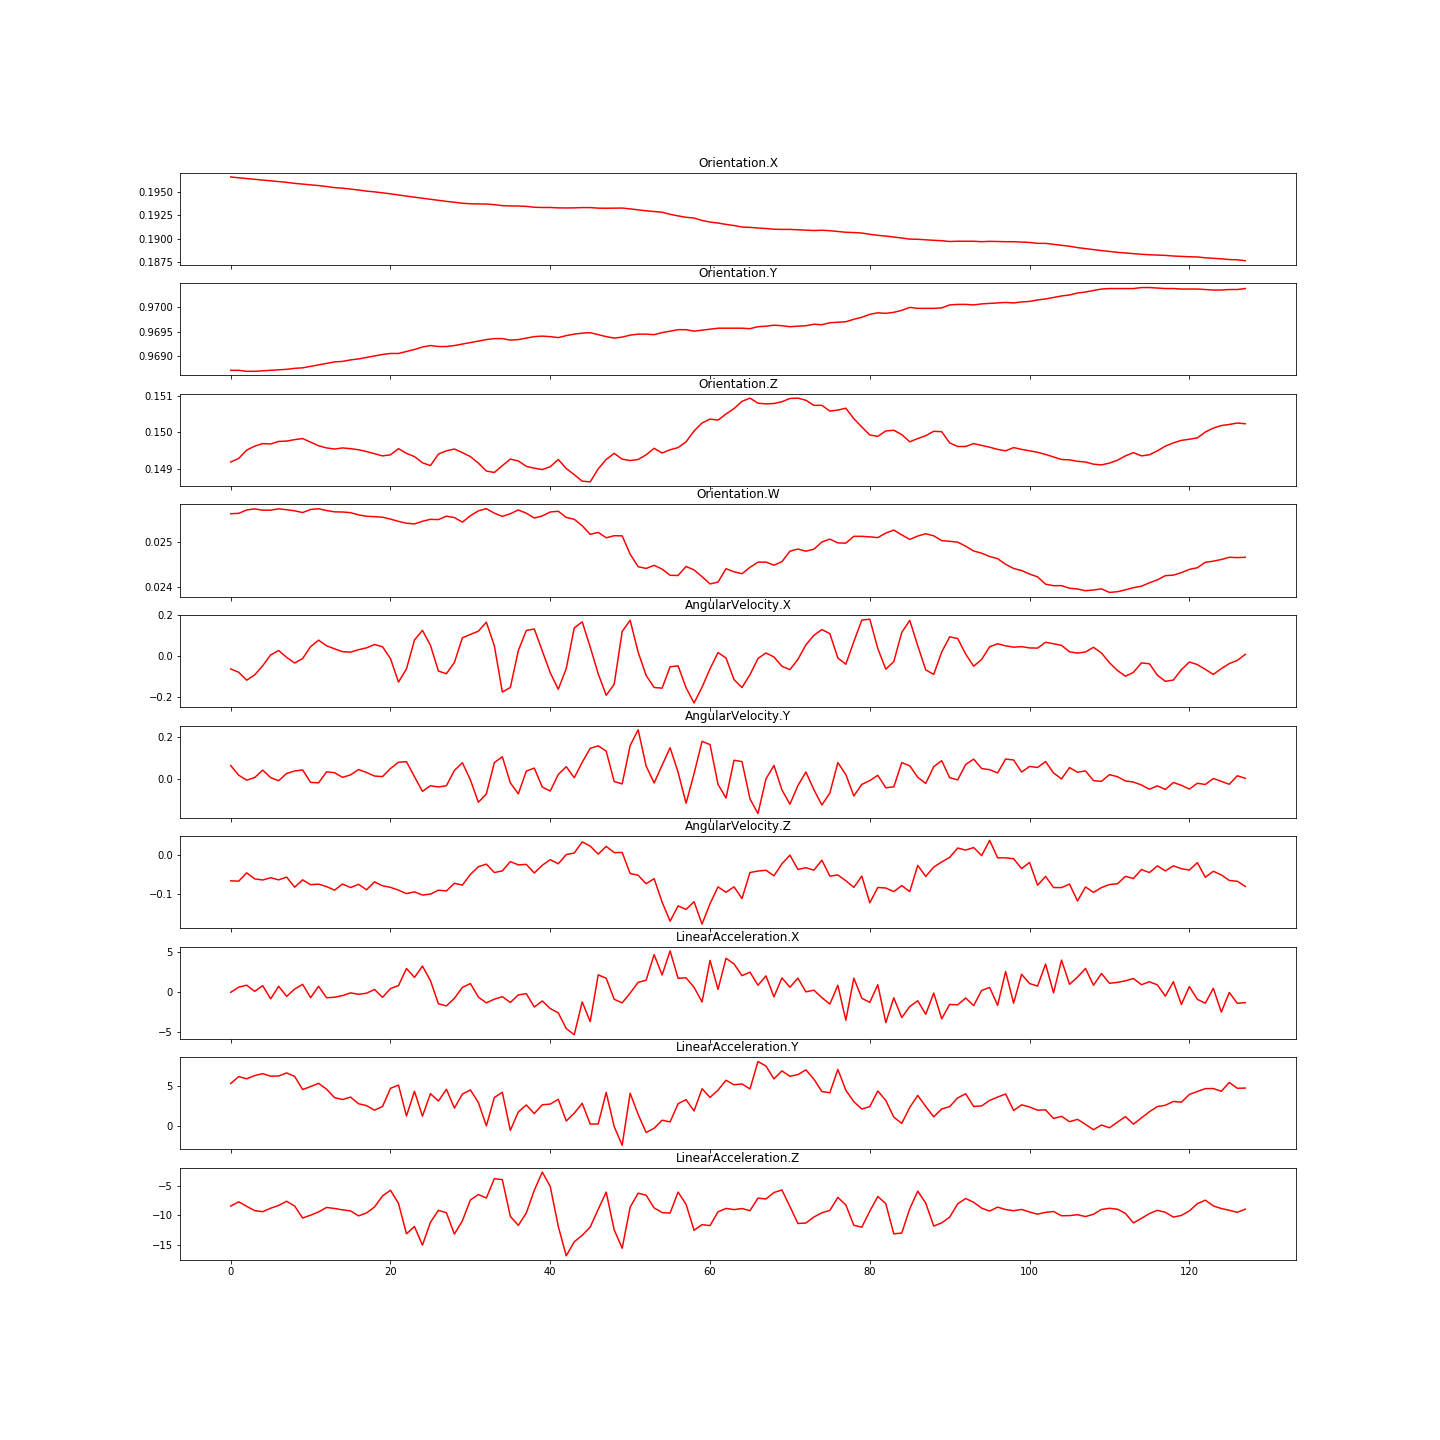 Orientation.X
0.1950
0.1925
0.1900
0.1875
Orientation.Y
0.9700
0.9695
0.9690
Orientation.Z
0.151
0.150
0.149
Orientation.W
0.025
0.024
AngularVelocity.X
0.2
0.0
−0.2
AngularVelocity.Y
0.2
0.0
AngularVelocity.Z
0.0
−0.1
LinearAcceleration.X
5
0
−5
LinearAcceleration.Y
5
0
LinearAcceleration.Z
−5
−10
−15
0 20 40 60 80 100 120